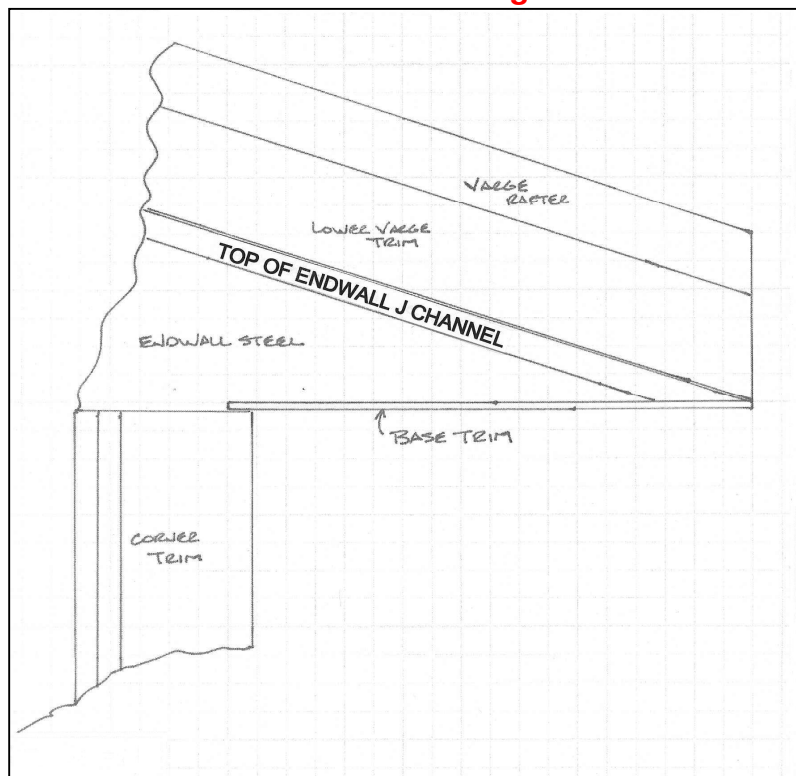 VARGE
RAFTER
LOWER VARGE
TRIM
TOP OF ENDWALL J CHANNEL
ENDWALL STEEL
BASE TRIM
CORNER
TRIM